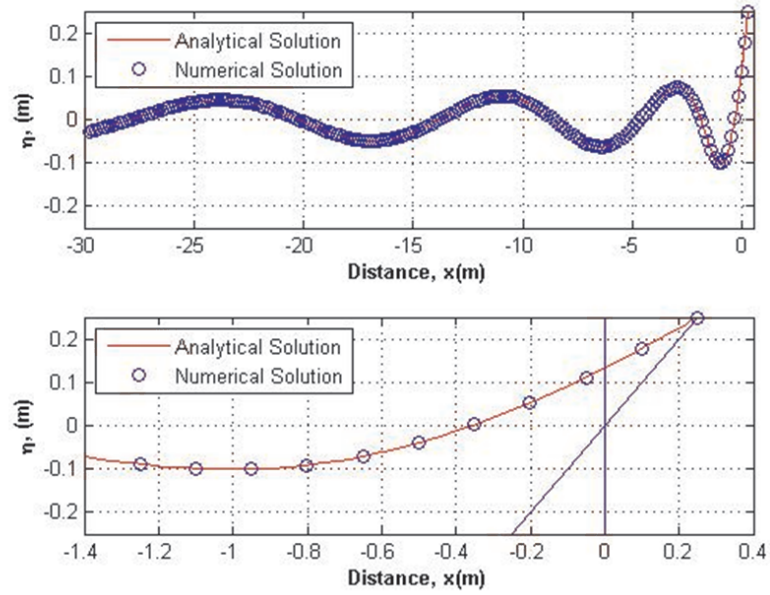 0.2
0.1
0
-0.1
-0.2
η, (m)
Analytical Solution
Numerical Solution
-30 -25 -20 -15 -10 -5 0
Distance, x(m)
0.2
0.1
0
-0.1
-0.2
η, (m)
Analytical Solution
Numerical Solution
-1.4 -1.2 -1 -0.8 -0.6 -0.4 -0.2 0 0.2 0.4
Distance, x(m)